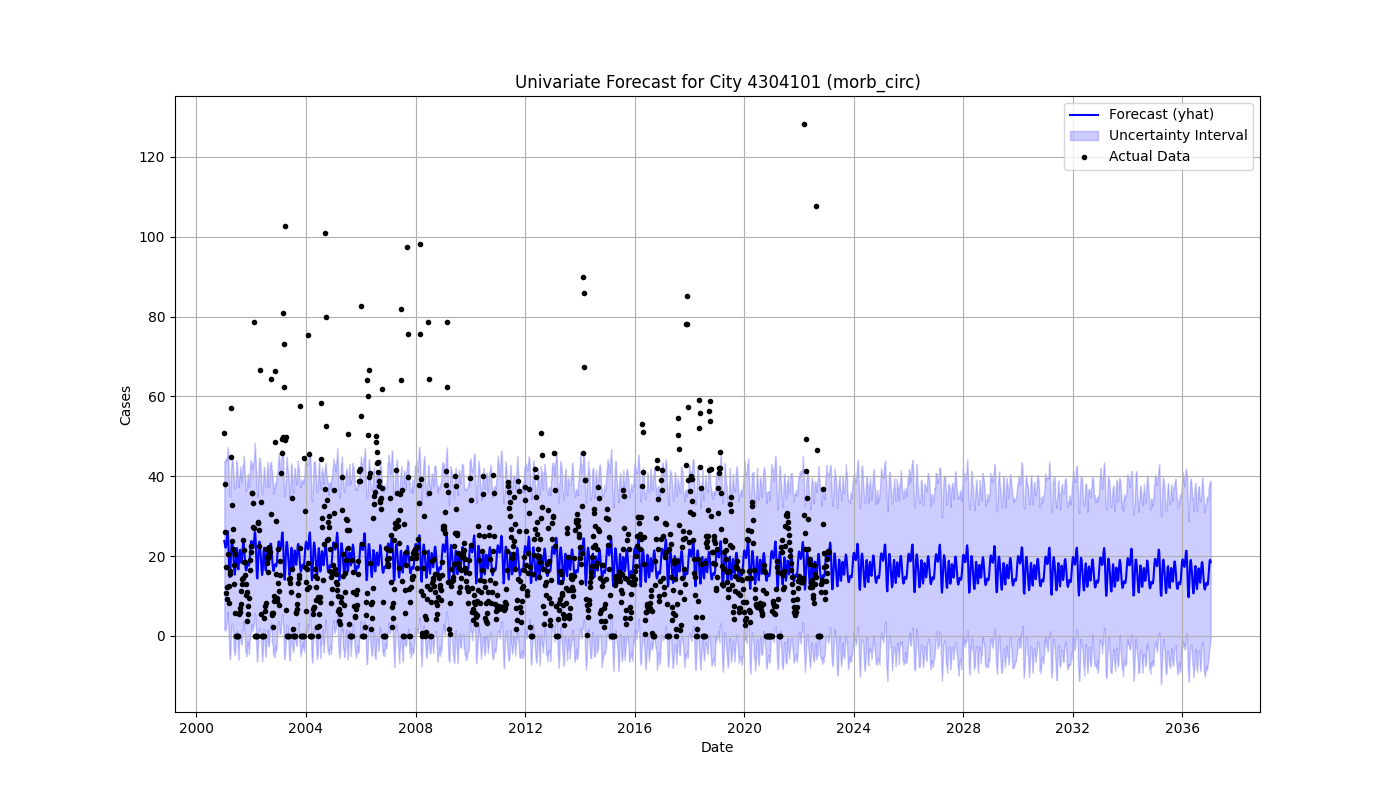 Univariate Forecast for City 4304101 (morb_circ)
Forecast (yhat)
Uncertainty Interval
Actual Data
Cases
120
100
80
60
40
20
0
2000 2004 2008 2012 2016 2020 2024 2028 2032 2036
Date